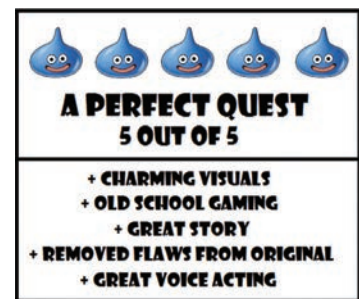 A PERFECT QUEST
5 OUT OF 5
+ CHARMING VISUALS
+ OLD SCHOOL GAMING
+ GREAT STORY
+ REMOVED FLAWS FROM ORIGINAL
+ GREAT VOICE ACTING